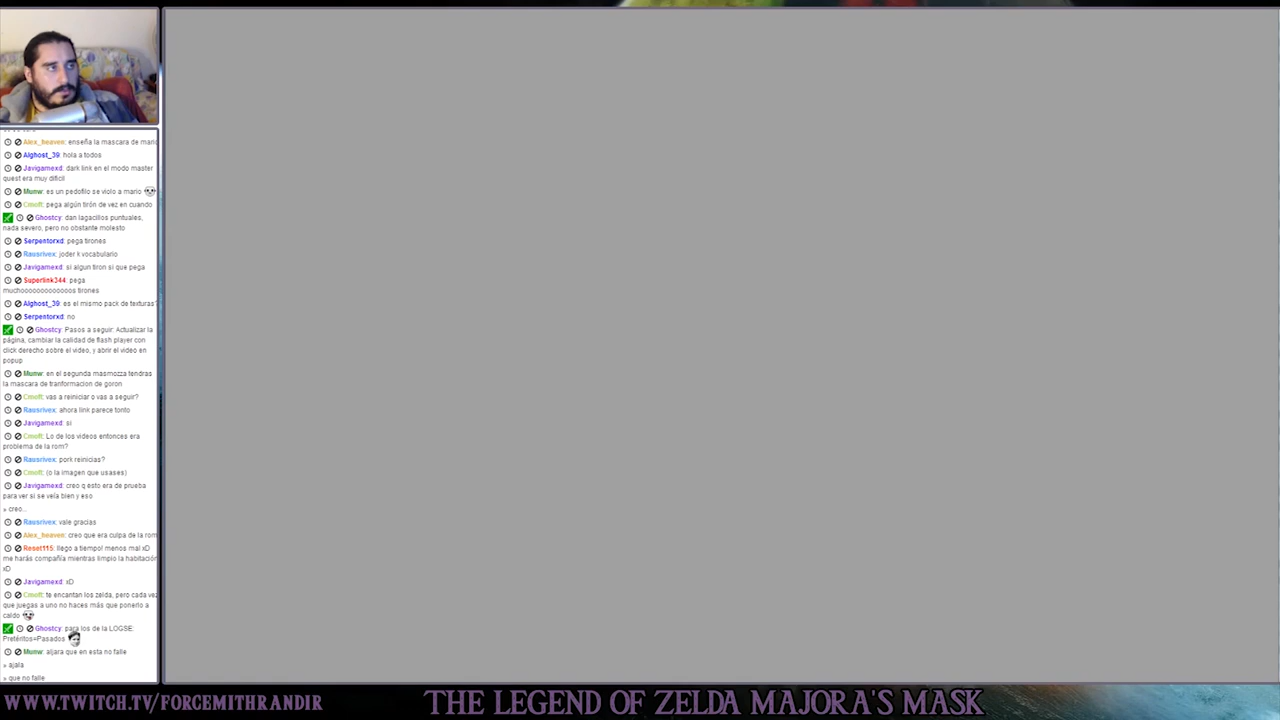 Alex_heaven: enseña la mascara de mario
Alghost_39: hola a todos
Javigamexd: dark link en el modo master
quest era muy dificil
Munw: es un pedofilo se violo a mario
Cmoft: pega algún tirón de vez en cuando
Ghostcy: dan lagacillos puntuales,
nada severo, pero no obstante molesto
Serpentorxd: pega tirones
Rausrivex: joder k vocabulario
Javigamexd: si algun tiron si que pega
Superlink344: pega
muchoooooooooooos tirones
Alghost_39: es el mismo pack de texturas?
Serpentorxd: no
Ghostcy: Pasos a seguir: Actualizar la
página, cambiar la calidad de flash player con
click derecho sobre el video, y abrir el video en
popup
Munw: en el segunda masmozza tendras
la mascara de tranformacion de goron
Cmoft: vas a reiniciar o vas a seguir?
Rausrivex: ahora link parece tonto
Javigamexd: si
Cmoft: Lo de los videos entonces era
problema de la rom?
Rausrivex: pork reinicias?
Cmoft: (o la imagen que usases)
Javigamexd: creo q esto era de prueba
para ver si se veía bien y eso
» creo...
Rausrivex: vale gracias
Alex_heaven: creo que era culpa de la rom
Reset115: llego a tiempo! menos mal xD
me harás compañía mientras limpio la habitación
xD
Javigamexd: xD
Cmoft: te encantan los zelda, pero cada vez
que juegas a uno no haces más que ponerlo a
caldo
Ghostcy: para los de la LOGSE:
Pretéritos=Pasados
Munw: aljara que en esta no falle
» ajala
» que no falle
WWW.TWITCH.TV/FORCEMITHRANDIR
THE LEGEND OF ZELDA MAJORA'S MASK